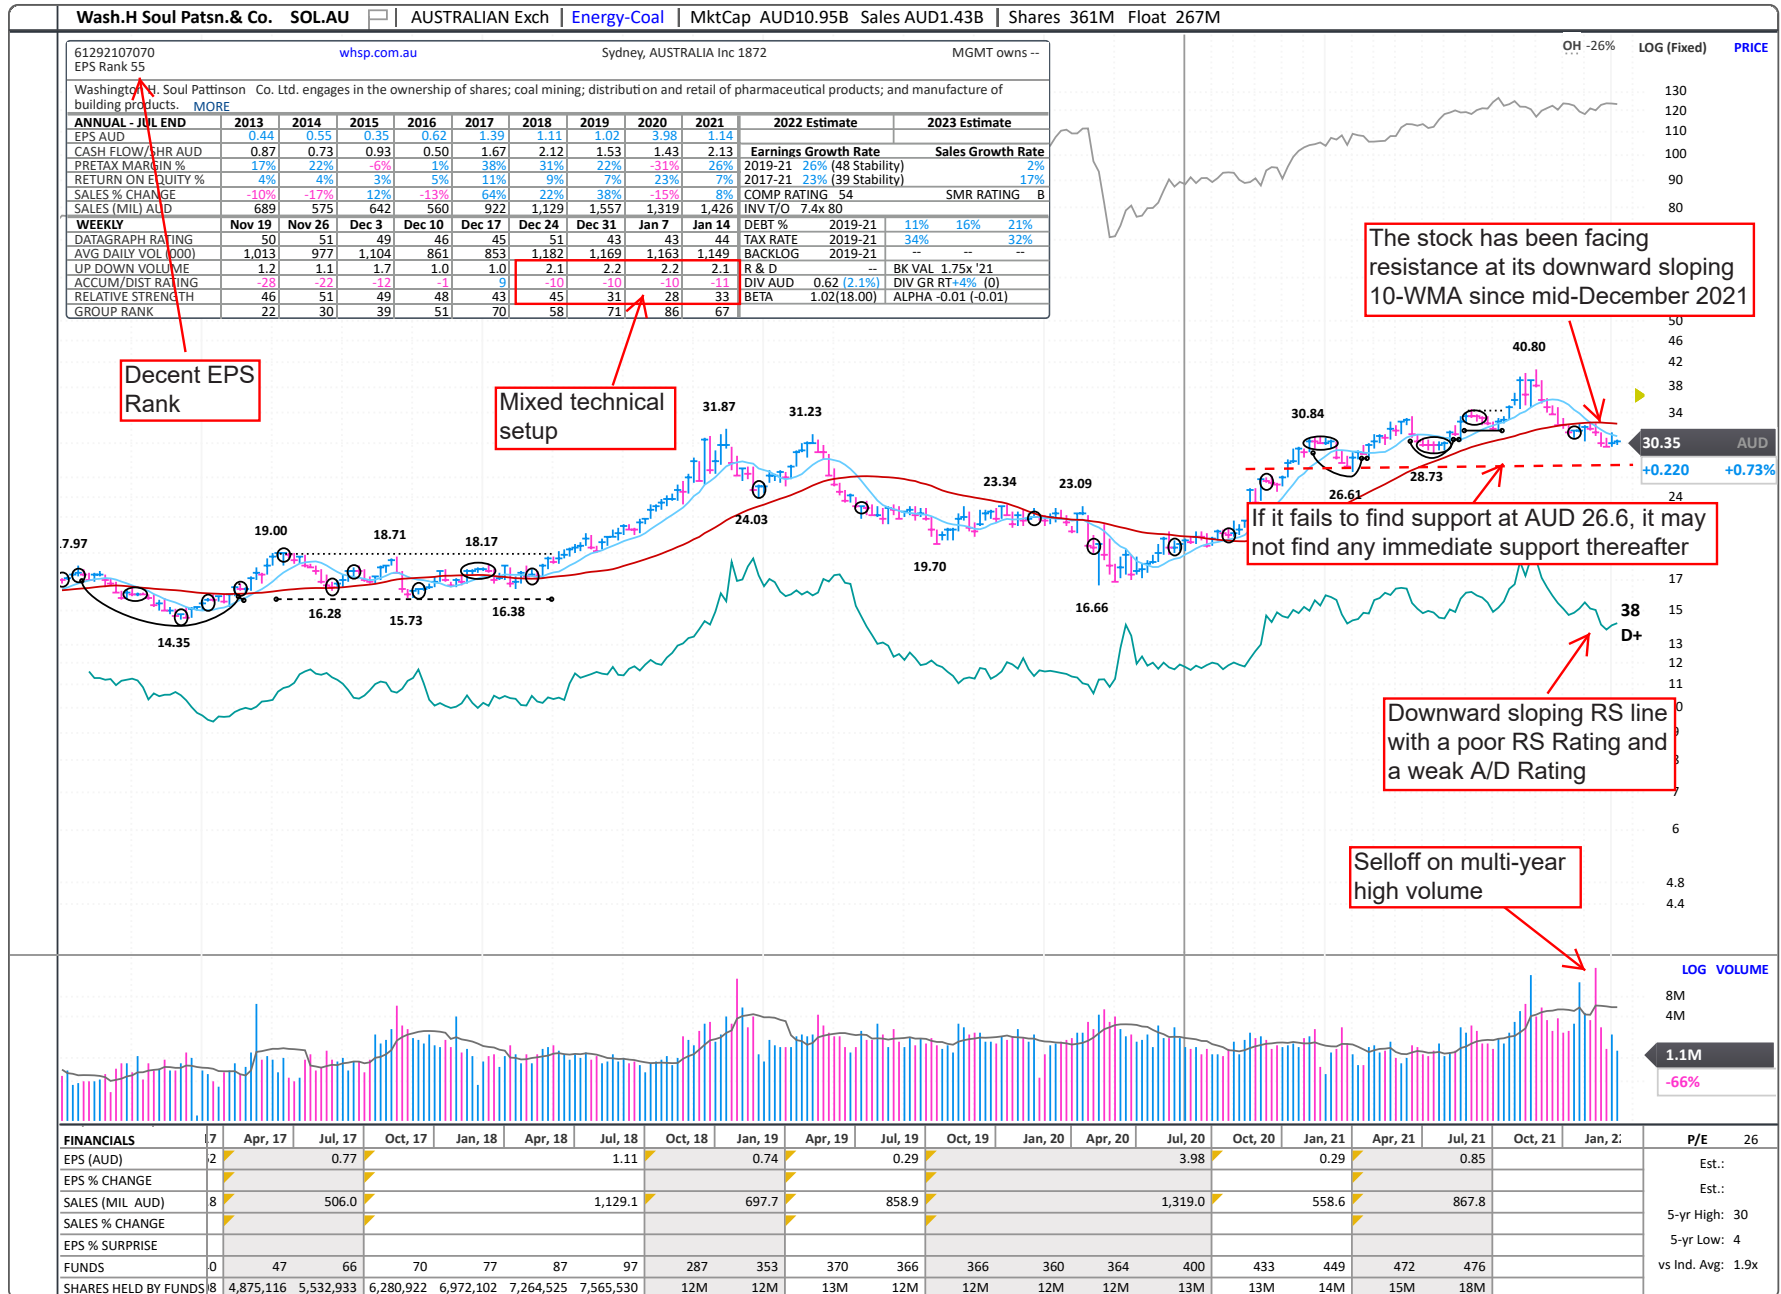 Wash.H Soul Patsn.& Co. SOL.AU AUSTRALIAN Exch Energy-Coal MktCap AUD10.95B Sales AUD1.43B Shares 361M Float 267M
61292107070 whsp.com.au Sydney, AUSTRALIA Inc 1872 MGMT owns --
EPS Rank 55
Washington H. Soul Pattinson Co. Ltd. engages in the ownership of shares; coal mining; distribution and retail of pharmaceutical products; and manufacture of
building products. MORE
ANNUAL - JUL END 2013 2014 2015 2016 2017 2018 2019 2020 2021 2022 Estimate 2023 Estimate
EPS AUD 0.44 0.55 0.35 0.62 1.39 1.11 1.02 3.98 1.14
CASH FLOW/SHR AUD 0.87 0.73 0.93 0.50 1.67 2.12 1.53 1.43 2.13 Earnings Growth Rate Sales Growth Rate
PRETAX MARGIN % 17% 22% -6% 1% 38% 31% 22% -31% 26% 2019-21 26% (48 Stability) 2%
RETURN ON EQUITY % 4% 4% 3% 5% 11% 9% 7% 23% 7% 2017-21 23% (39 Stability) 17%
SALES % CHANGE -10% -17% 12% -13% 64% 22% 38% -15% 8% COMP RATING 54 SMR RATING B
SALES (MIL) AUD 689 575 642 560 922 1,129 1,557 1,319 1,426 INV T/O 7.4x 80
WEEKLY Nov 19 Nov 26 Dec 3 Dec 10 Dec 17 Dec 24 Dec 31 Jan 7 Jan 14 DEBT % 2019-21 11% 16% 21%
DATAGRAPH RATING 50 51 49 46 45 51 43 43 44 TAX RATE 2019-21 34% 32%
AVG DAILY VOL (000) 1,013 977 1,104 861 853 1,182 1,169 1,163 1,149 BACKLOG 2019-21 -- -- --
UP DOWN VOLUME 1.2 1.1 1.7 1.0 1.0 2.1 2.2 2.2 2.1 R & D -- BK VAL 1.75x '21
ACCUM/DIST RATING -28 -22 -12 -1 9 -10 -10 -10 -11 DIV AUD 0.62 (2.1%) DIV GR RT+4% (0)
RELATIVE STRENGTH 46 51 49 48 43 45 31 28 33 BETA 1.02(18.00) ALPHA -0.01 (-0.01)
GROUP RANK 22 30 39 51 70 58 71 86 67
OH -26% LOG (Fixed) PRICE
130
120
110
100
90
80
The stock has been facing
resistance at its downward sloping
10-WMA since mid-December 2021
50
46
42
38
34
30.35 AUD
+0.220 +0.73%
24
17
15
13
12
11
Decent EPS
Rank
Mixed technical
setup
40.80
31.87
31.23
30.84
28.73
26.61
24.03
23.34
23.09
19.70
16.66
19.00
18.71
18.17
16.28
15.73
16.38
14.35
7.97
If it fails to find support at AUD 26.6, it may
not find any immediate support thereafter
38
D+
Downward sloping RS line
with a poor RS Rating and
a weak A/D Rating
7
6
4.8
4.4
Selloff on multi-year
high volume
LOG VOLUME
8M
4M
1.1M
-66%
FINANCIALS Apr, 17 Jul, 17 Oct, 17 Jan, 18 Apr, 18 Jul, 18 Oct, 18 Jan, 19 Apr, 19 Jul, 19 Oct, 19 Jan, 20 Apr, 20 Jul, 20 Oct, 20 Jan, 21 Apr, 21 Jul, 21 Oct, 21 Jan, P/E 26
EPS (AUD) 0.77 1.11 0.74 0.29 3.98 0.29 0.85 Est.:
EPS % CHANGE Est.:
SALES (MIL AUD) 8 506.0 1,129.1 697.7 858.9 1,319.0 558.6 867.8
SALES % CHANGE 5-yr High: 30
EPS % SURPRISE 5-yr Low: 4
FUNDS 47 66 70 77 87 97 287 353 370 366 366 360 364 400 433 449 472 476 vs Ind. Avg: 1.9x
SHARES HELD BY FUNDS 4,875,116 5,532,933 6,280,922 6,972,102 7,264,525 7,565,530 12M 12M 13M 12M 12M 12M 12M 13M 13M 14M 15M 18M